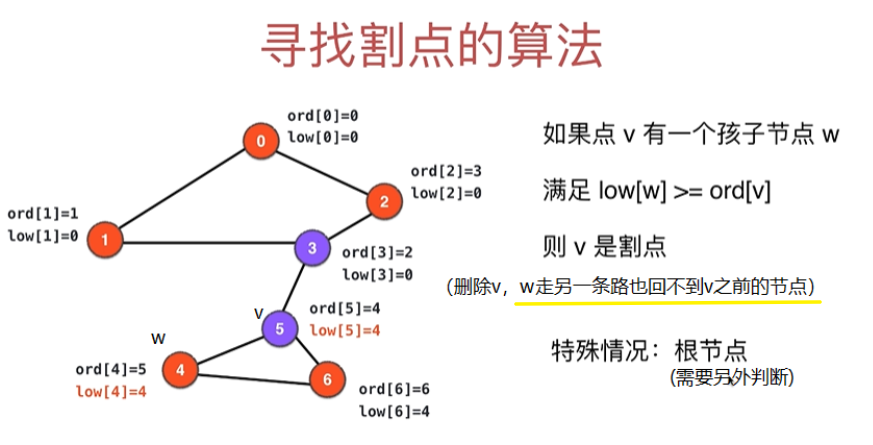 寻找割点的算法
ord[0]=0
low[0]=0
0
ord[2]=3
low[2]=0
2
ord[1]=1
low[1]=0
1
3
ord[3]=2
low[3]=0
v
5
ord[5]=4
low[5]=4
w
4
ord[4]=5
low[4]=4
6
ord[6]=6
low[6]=4
如果点 v 有一个孩子节点 w
满足 low[w] >= ord[v]
则 v 是割点
(删除v，w走另一条路也回不到v之前的节点)
特殊情况：根节点
(需要另外判断)